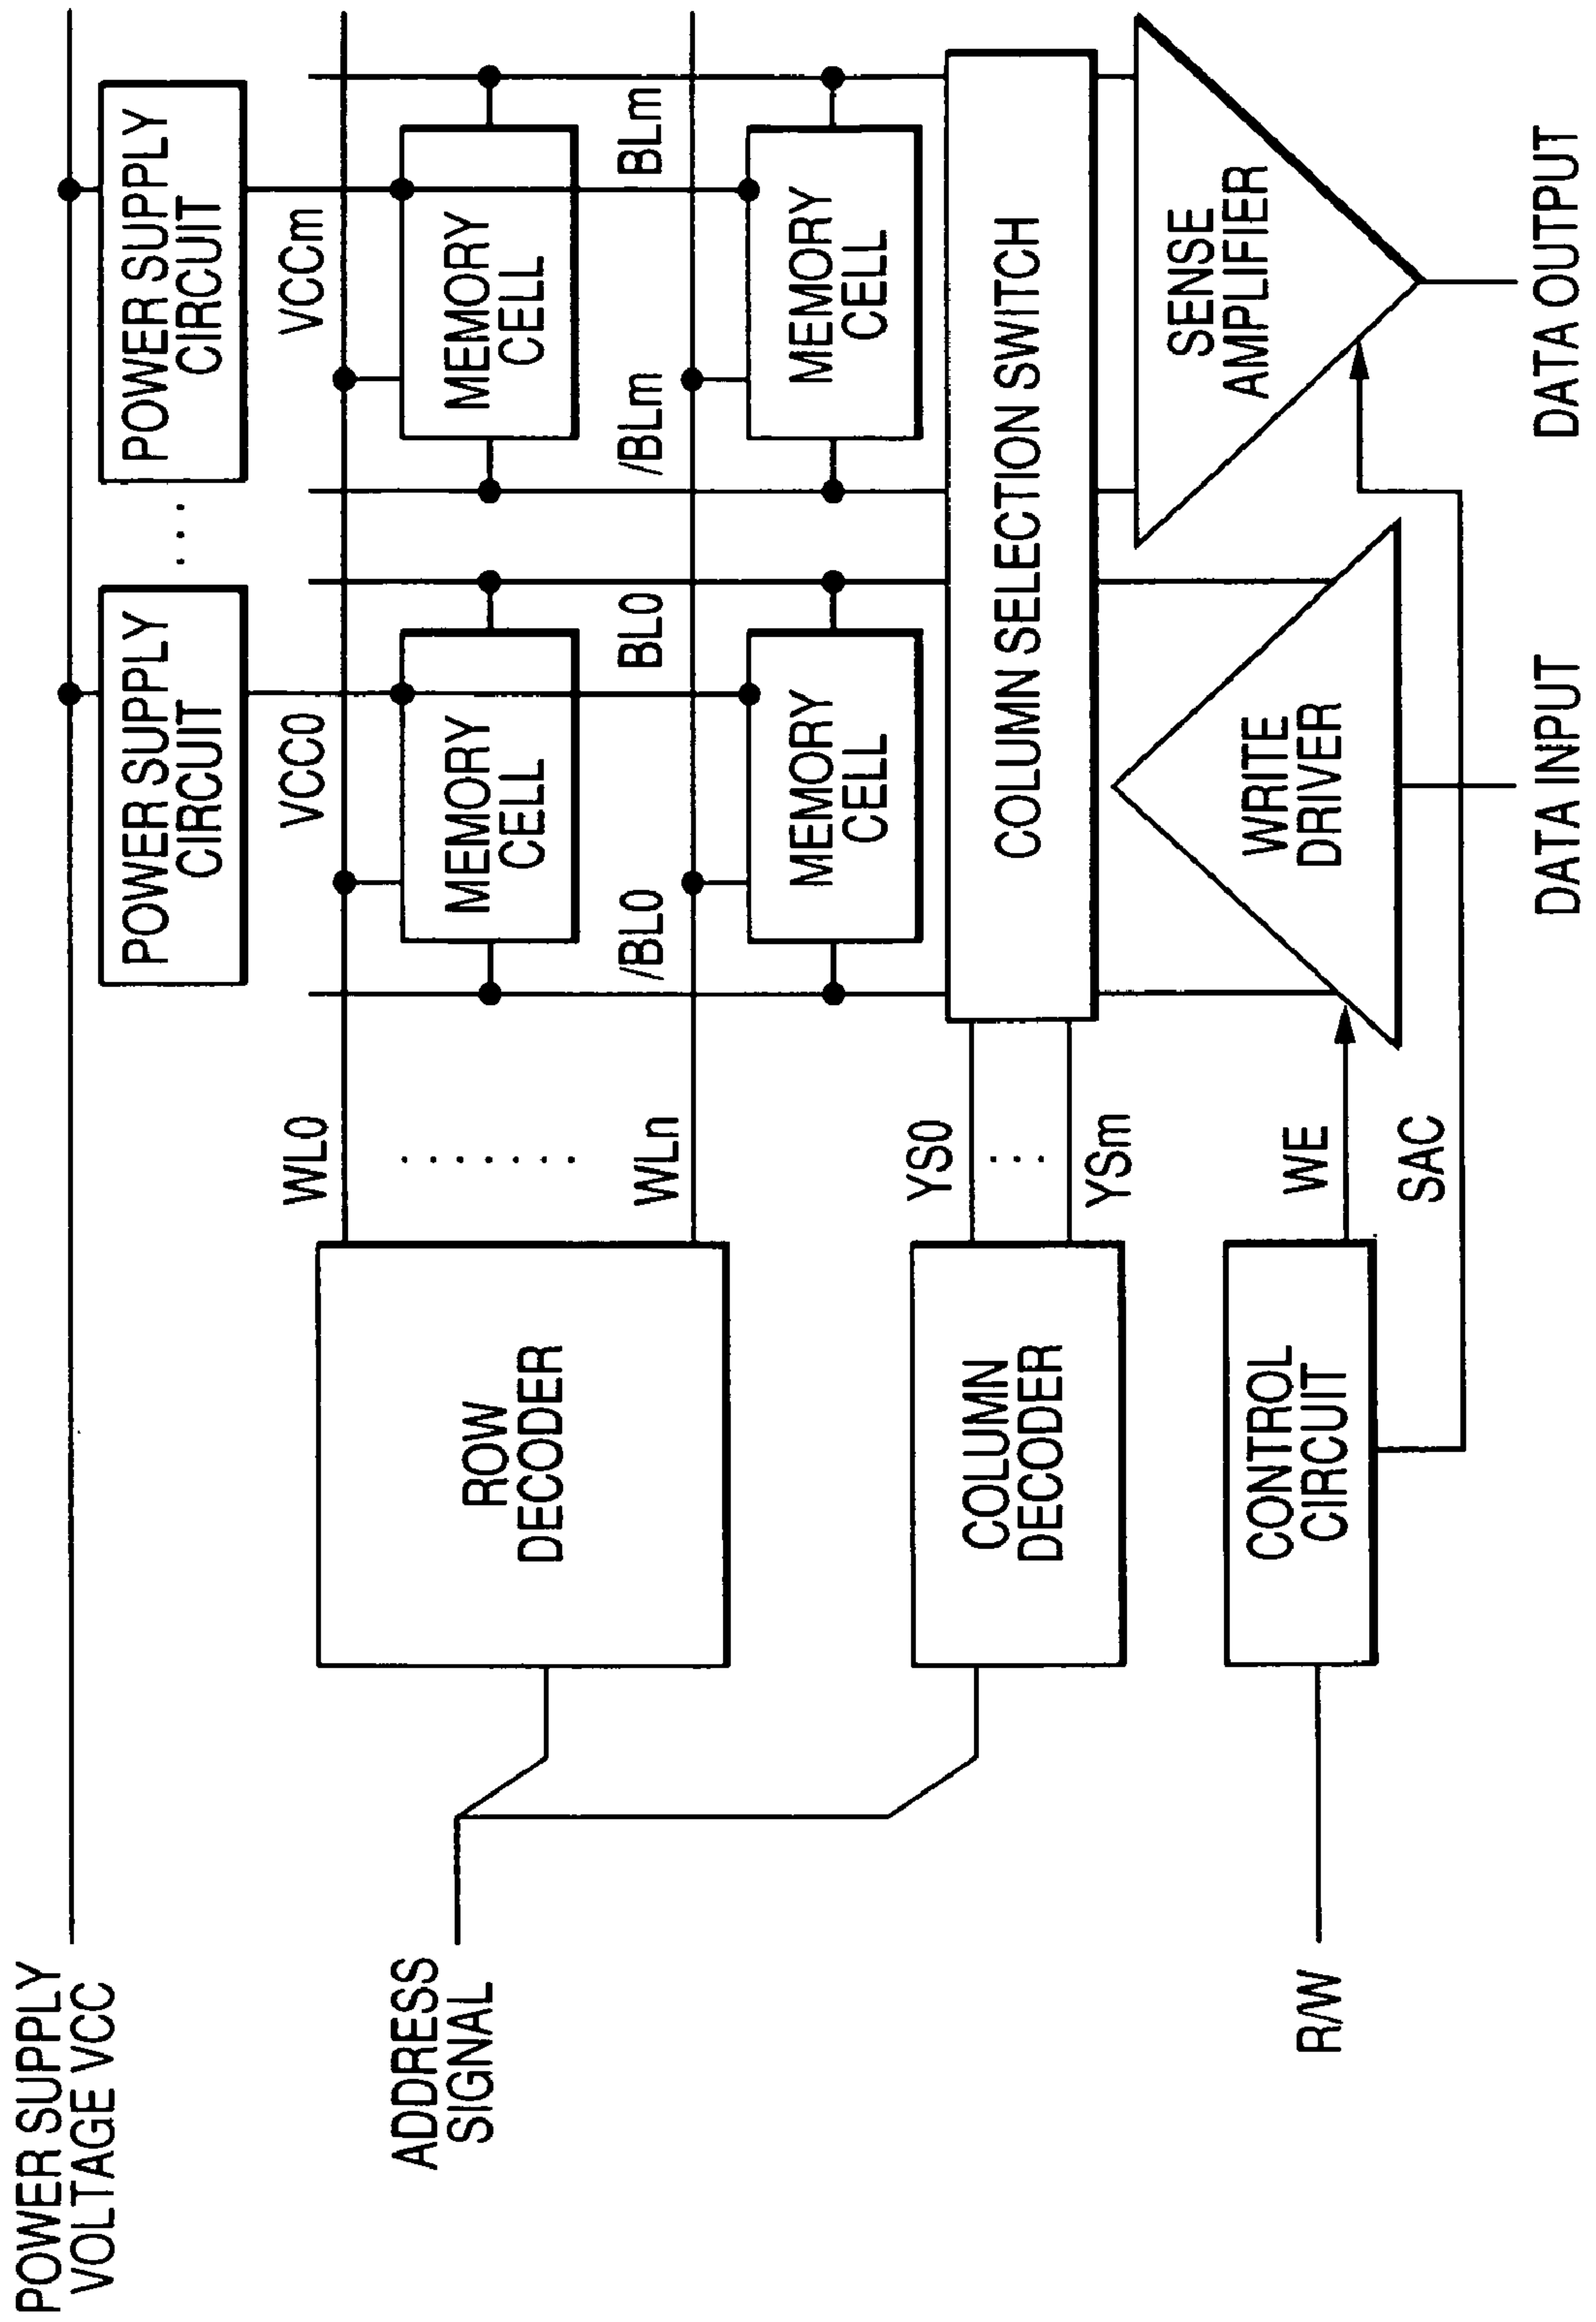 POWER SUPPLY
VOLTAGE VCC
POWER SUPPLY
CIRCUIT
. . .
POWER SUPPLY
CIRCUIT
VCC0
VCCm
WL0
MEMORY
CELL
MEMORY
CELL
ADDRESS
SIGNAL
ROW
DECODER
. . . . . . .
/BL0
BL0
/BLm
BLm
WLn
MEMORY
CELL
MEMORY
CELL
COLUMN
DECODER
YS0
. . .
YSm
COLUMN SELECTION SWITCH
R/W
CONTROL
CIRCUIT
WE
SAC
WRITE
DRIVER
SENSE
AMPLIFIER
DATA INPUT
DATA OUTPUT